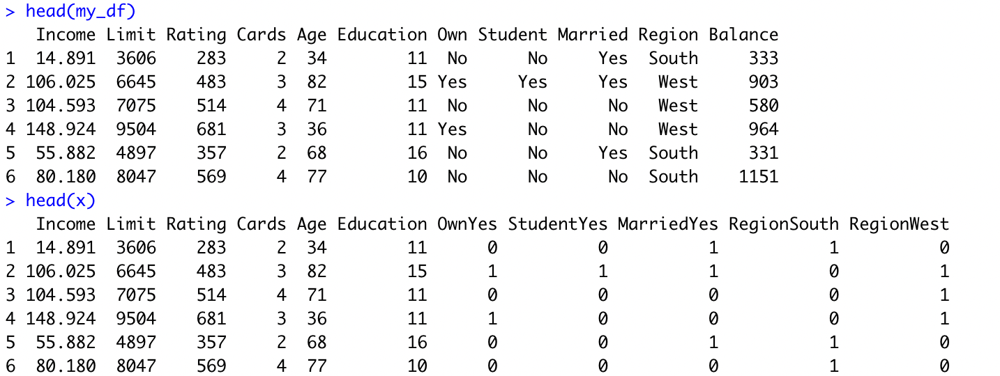 > head(my_df)
   Income Limit Rating Cards Age Education Own Student Married Region Balance
1  14.891  3606    283     2  34        11  No      No     Yes  South     333
2 106.025  6645    483     3  82        15 Yes     Yes     Yes   West     903
3 104.593  7075    514     4  71        11  No      No      No   West     580
4 148.924  9504    681     3  36        11 Yes      No      No   West     964
5  55.882  4897    357     2  68        16  No      No     Yes  South     331
6  80.180  8047    569     4  77        10  No      No      No  South    1151
> head(x)
   Income Limit Rating Cards Age Education OwnYes StudentYes MarriedYes RegionSouth RegionWest
1  14.891  3606    283     2  34        11      0          0          1           1          0
2 106.025  6645    483     3  82        15      1          1          1           0          1
3 104.593  7075    514     4  71        11      0          0          0           0          1
4 148.924  9504    681     3  36        11      1          0          0           0          1
5  55.882  4897    357     2  68        16      0          0          1           1          0
6  80.180  8047    569     4  77        10      0          0          0           1          0